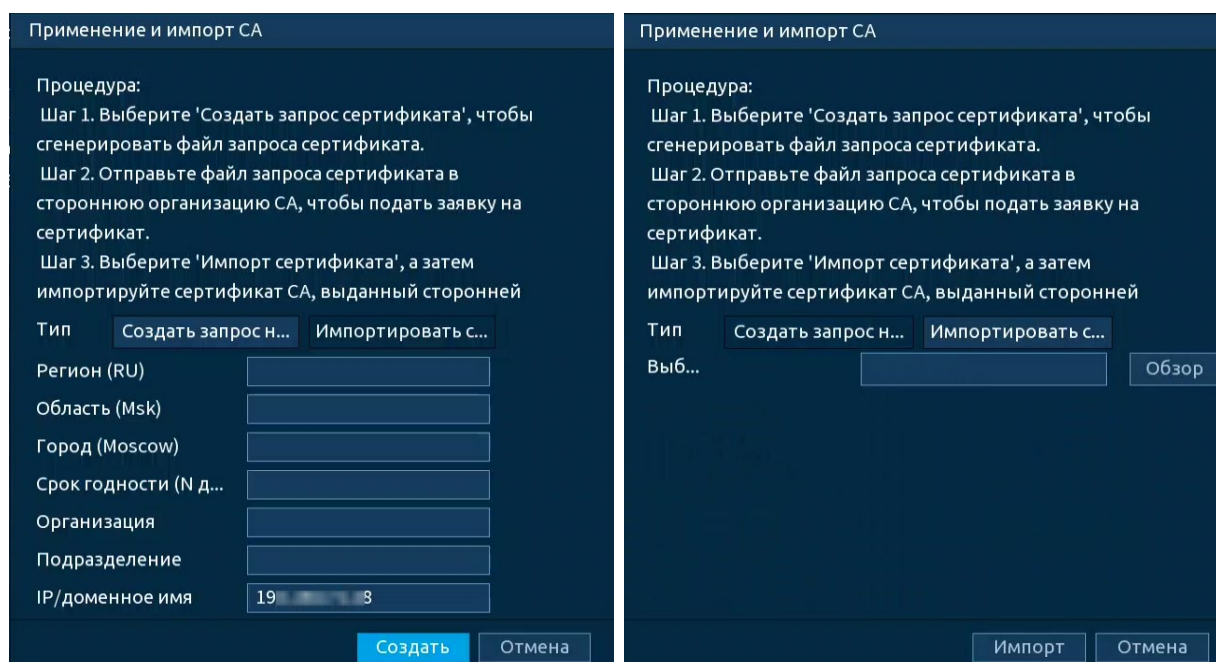 Применение и импорт CA
Процедура:
Шаг 1. Выберите 'Создать запрос сертификата', чтобы
сгенерировать файл запроса сертификата.
Шаг 2. Отправьте файл запроса сертификата в
стороннюю организацию CA, чтобы подать заявку на
сертификат.
Шаг 3. Выберите 'Импорт сертификата', а затем
импортируйте сертификат CA, выданный сторонней
Тип Создать запрос н... Импортировать с...
Регион (RU)
Область (Msk)
Город (Moscow)
Срок годности (N д...
Организация
Подразделение
IP/доменное имя 19 8
Создать Отмена
Применение и импорт CA
Процедура:
Шаг 1. Выберите 'Создать запрос сертификата', чтобы
сгенерировать файл запроса сертификата.
Шаг 2. Отправьте файл запроса сертификата в
стороннюю организацию CA, чтобы подать заявку на
сертификат.
Шаг 3. Выберите 'Импорт сертификата', а затем
импортируйте сертификат CA, выданный сторонней
Тип Создать запрос н... Импортировать с...
Выб... Обзор
Импорт Отмена